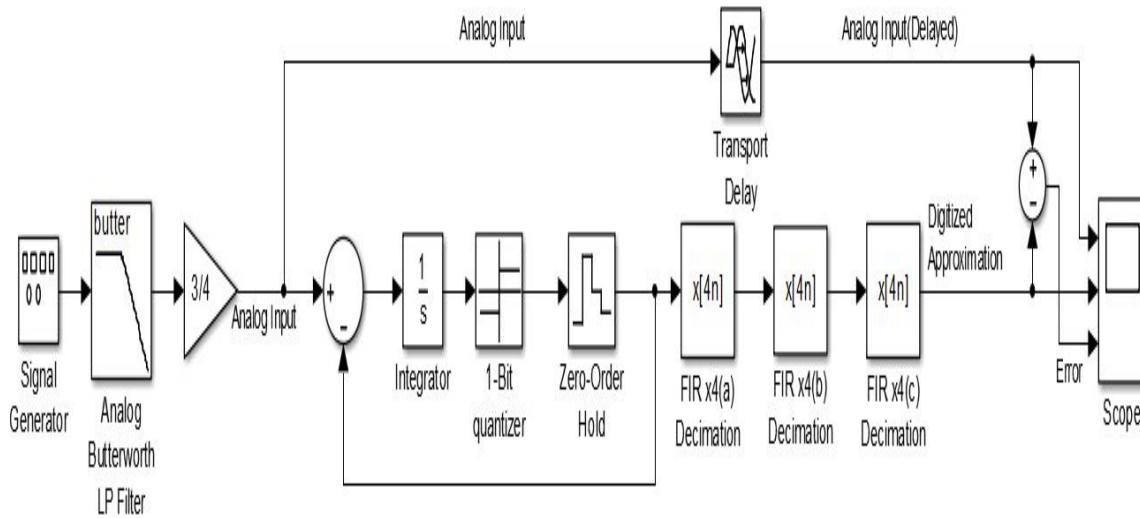 Analog Input
Analog Input(Delayed)
Transport
Delay
+
-
butter
3/4
Analog Input
+
-
1
s
x[4n]
x[4n]
x[4n]
Digitized
Approximation
Signal
Generator
Analog
Butterworth
LP Filter
Integrator
1-Bit
quantizer
Zero-Order
Hold
FIR x4(a)
Decimation
FIR x4(b)
Decimation
FIR x4(c)
Decimation
Error
Scope